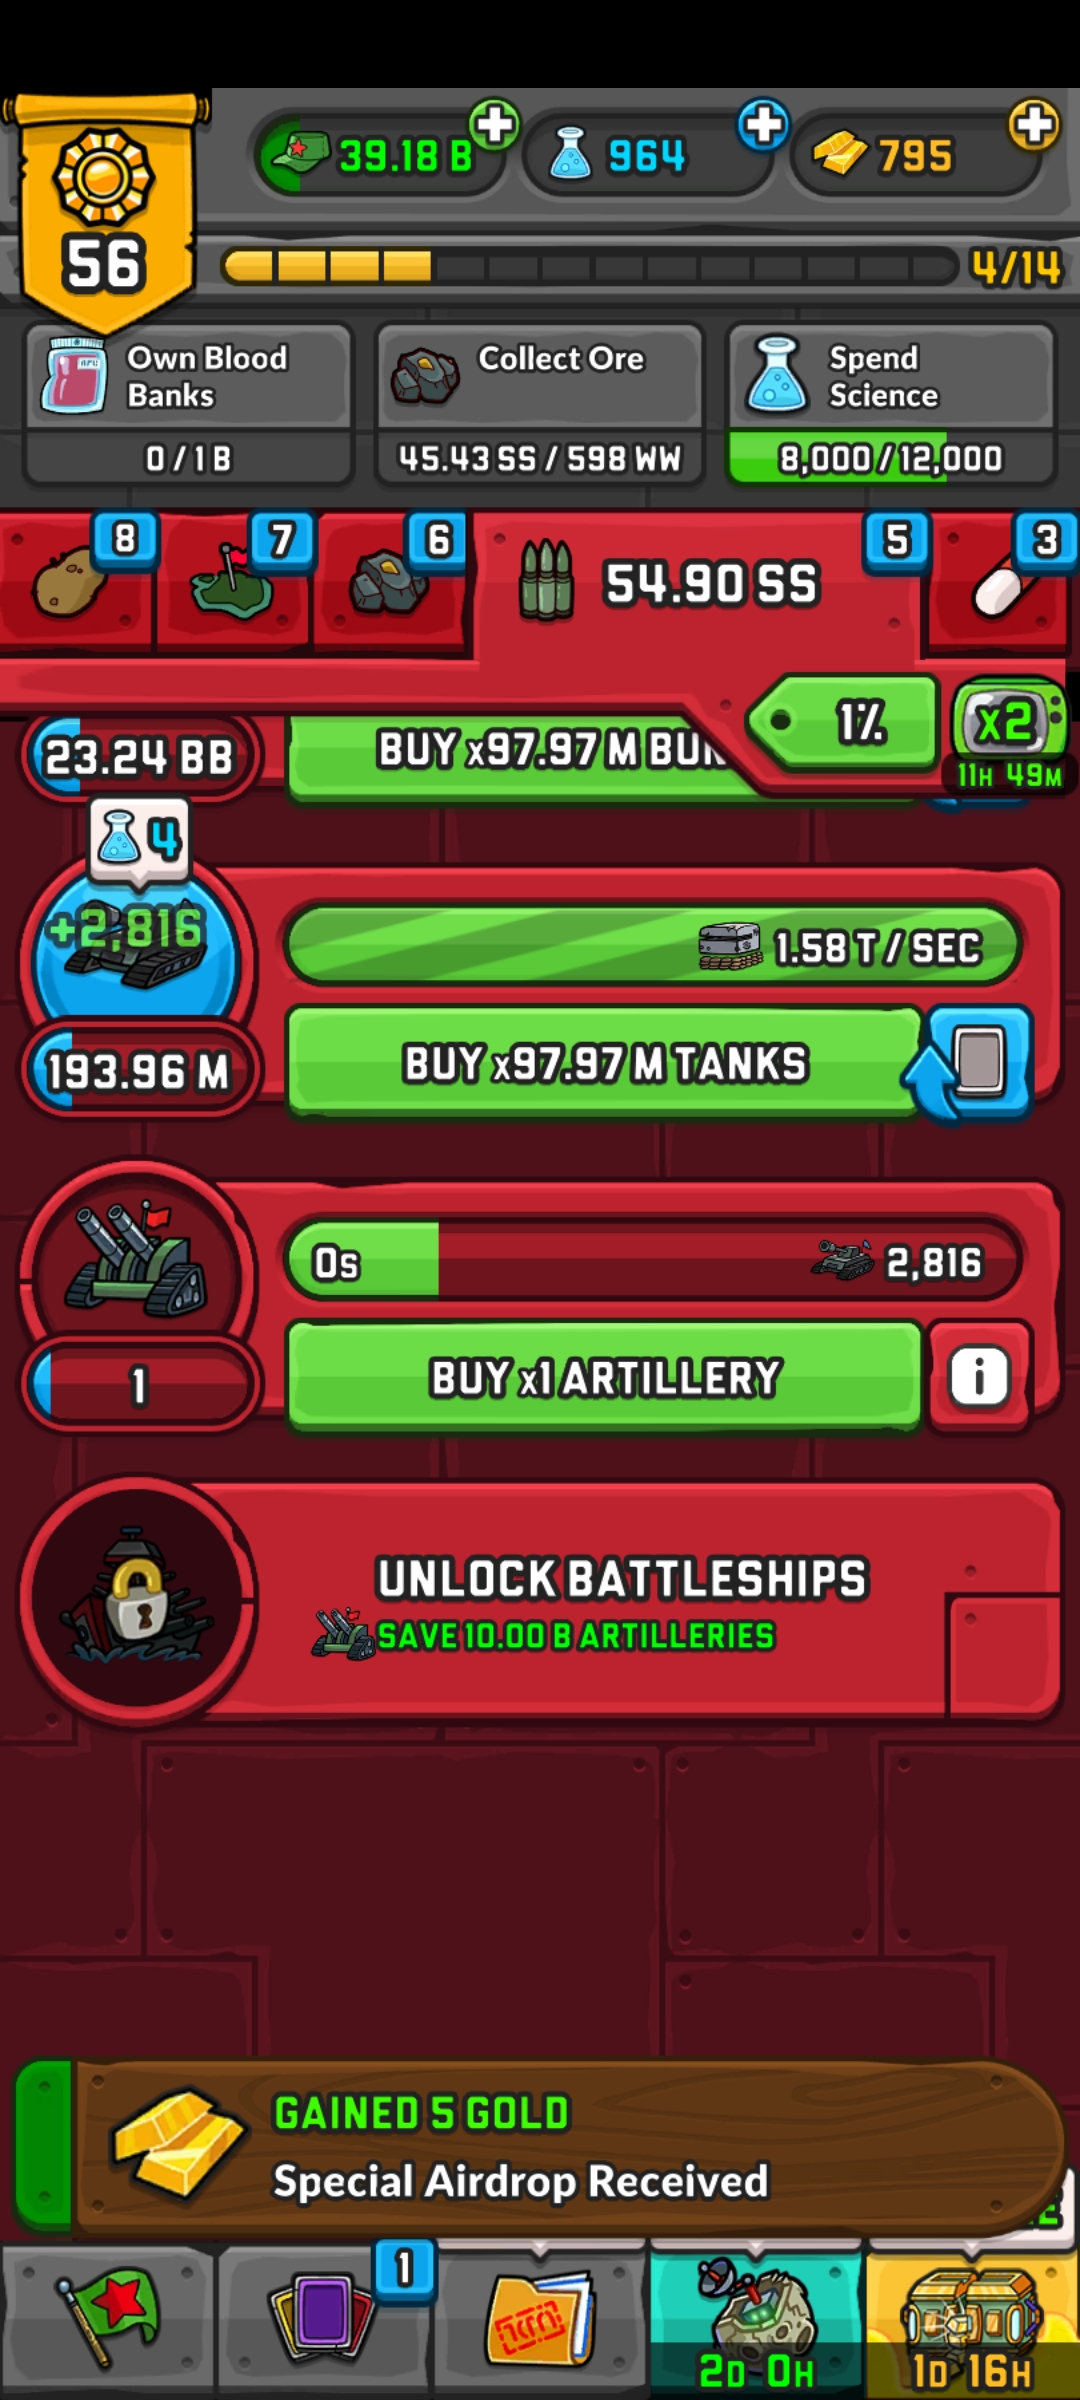 39.18 B
964
795
56
4/14
Own Blood
Banks
0 / 1 B
Collect Ore
45.43 SS / 598 WW
Spend
Science
8,000 / 12,000
8
7
6
54.90 SS
5
3
1%
x2
11H 49M
23.24 BB
BUY x97.97 M BUN
4
+2,816
1.58 T / SEC
193.96 M
BUY x97.97 M TANKS
0s
2,816
1
BUY x1 ARTILLERY
i
UNLOCK BATTLESHIPS
SAVE 10.00 B ARTILLERIES
GAINED 5 GOLD
Special Airdrop Received
1
2D 0H
1D 16H